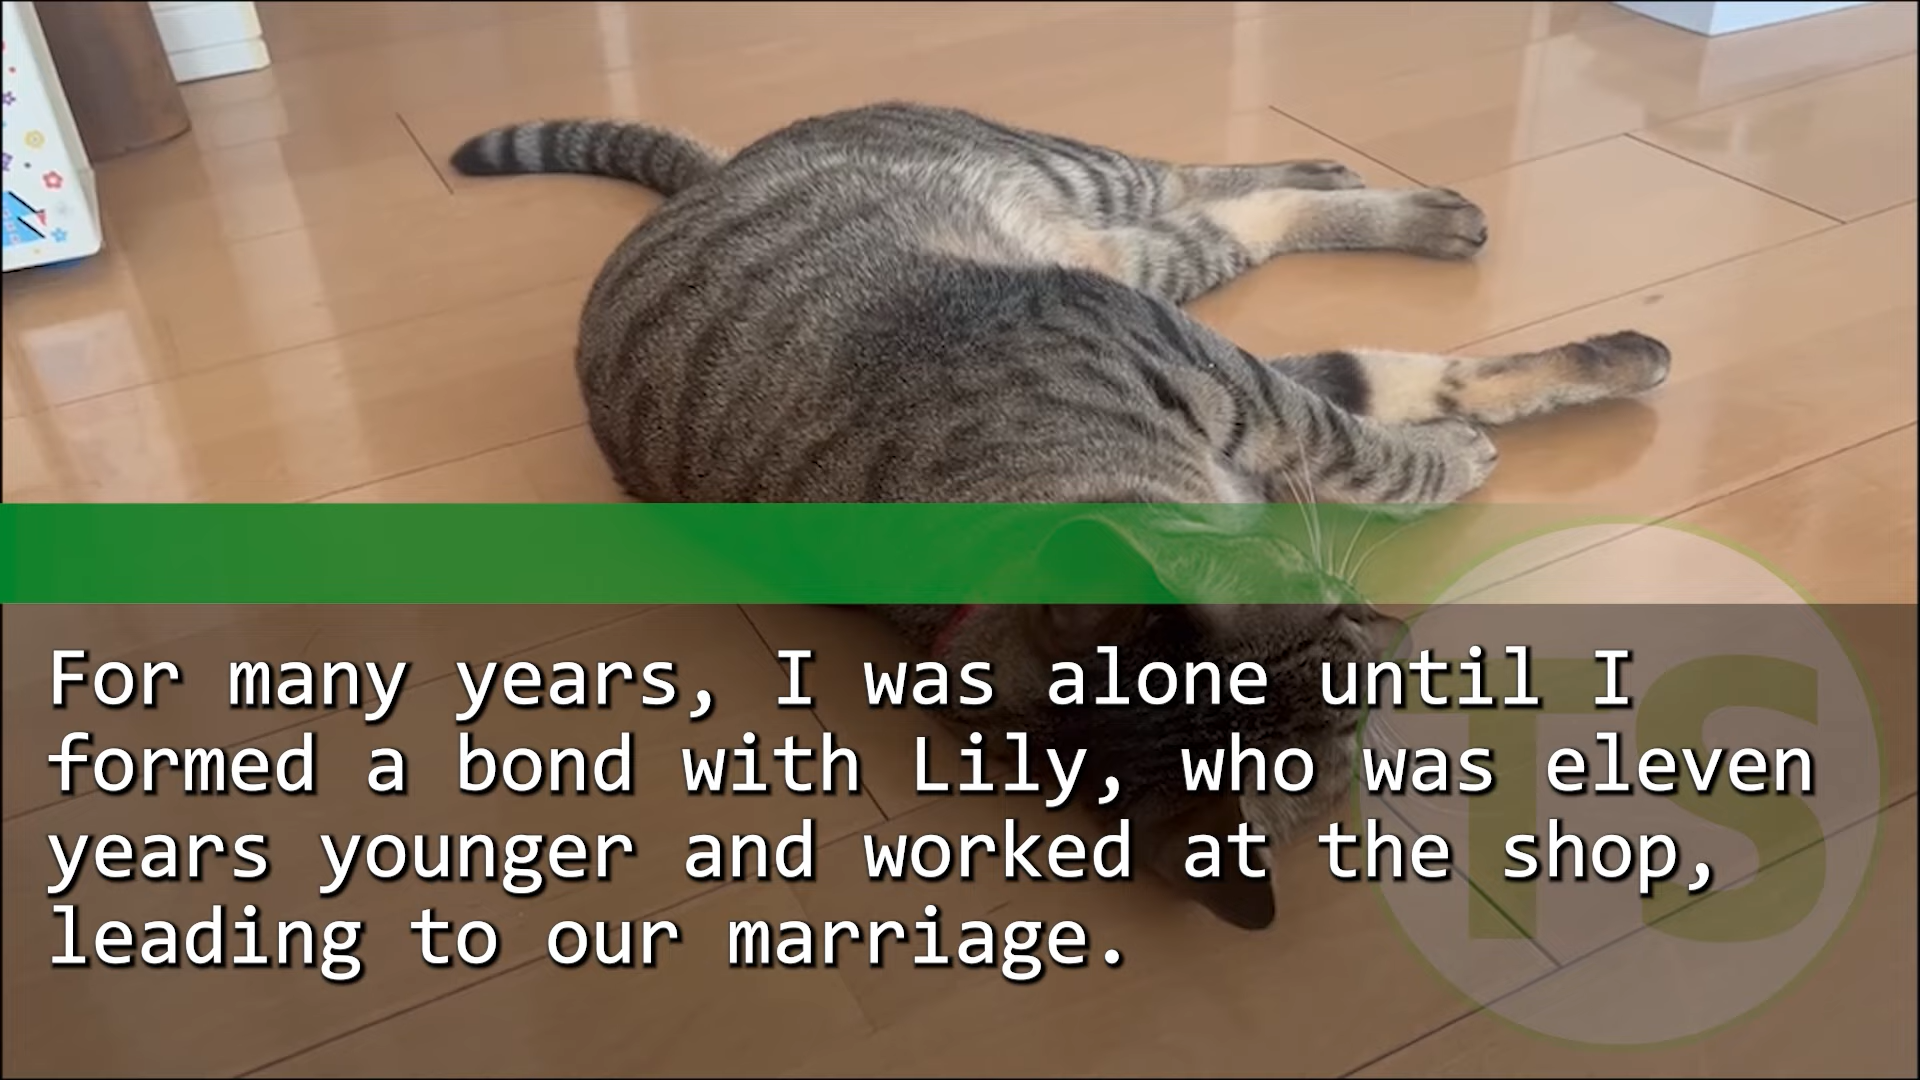 For many years, I was alone until I
formed a bond with Lily, who was eleven
years younger and worked at the shop,
leading to our marriage.
TS